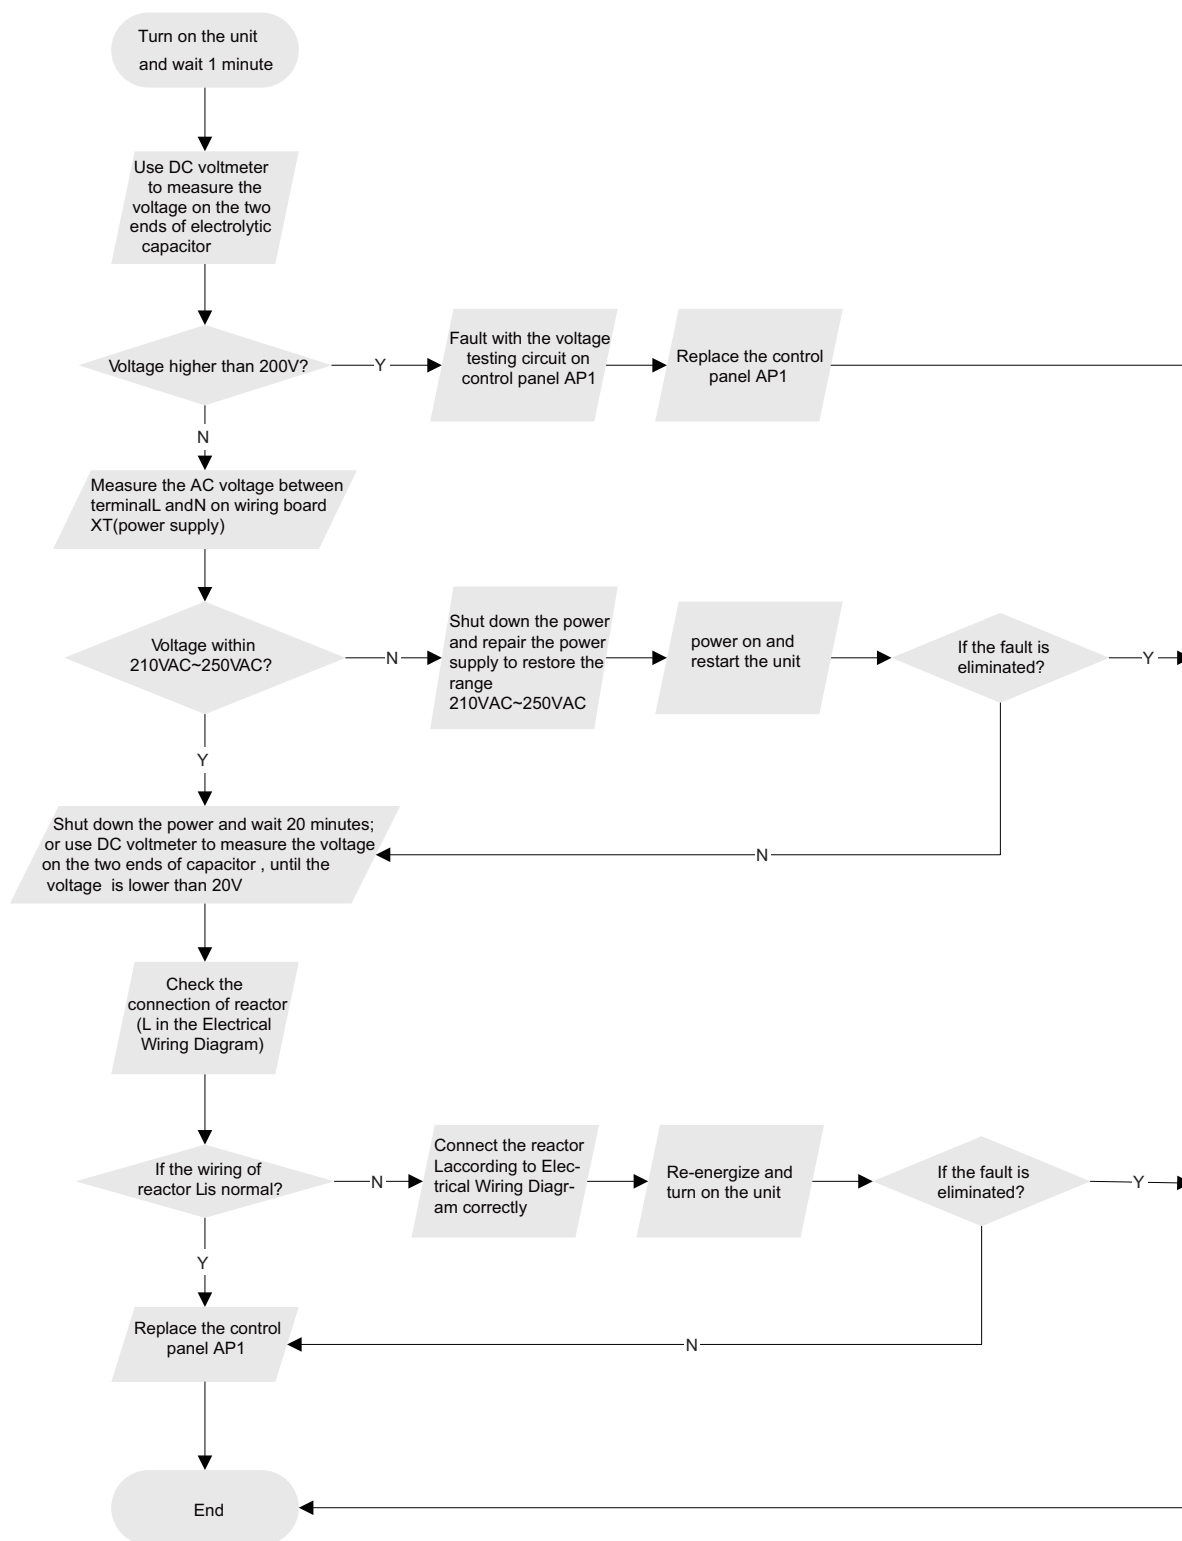 Turn on the unit
and wait 1 minute
Use DC voltmeter
to measure the
voltage on the two
ends of electrolytic
capacitor
Voltage higher than 200V?
Y
Fault with the voltage
testing circuit on
control panel AP1
Replace the control
panel AP1
N
Measure the AC voltage between
terminalL andN on wiring board
XT(power supply)
Voltage within
210VAC~250VAC?
N
Shut down the power
and repair the power
supply to restore the
range
210VAC~250VAC
power on and
restart the unit
If the fault is
eliminated?
Y
Y
Shut down the power and wait 20 minutes;
or use DC voltmeter to measure the voltage
on the two ends of capacitor , until the
voltage is lower than 20V
N
Check the
connection of reactor
(L in the Electrical
Wiring Diagram)
If the wiring of
reactor Lis normal?
N
Connect the reactor
Laccording to Elec-
trical Wiring Diagr-
am correctly
Re-energize and
turn on the unit
If the fault is
eliminated?
Y
Y
Replace the control
panel AP1
N
End